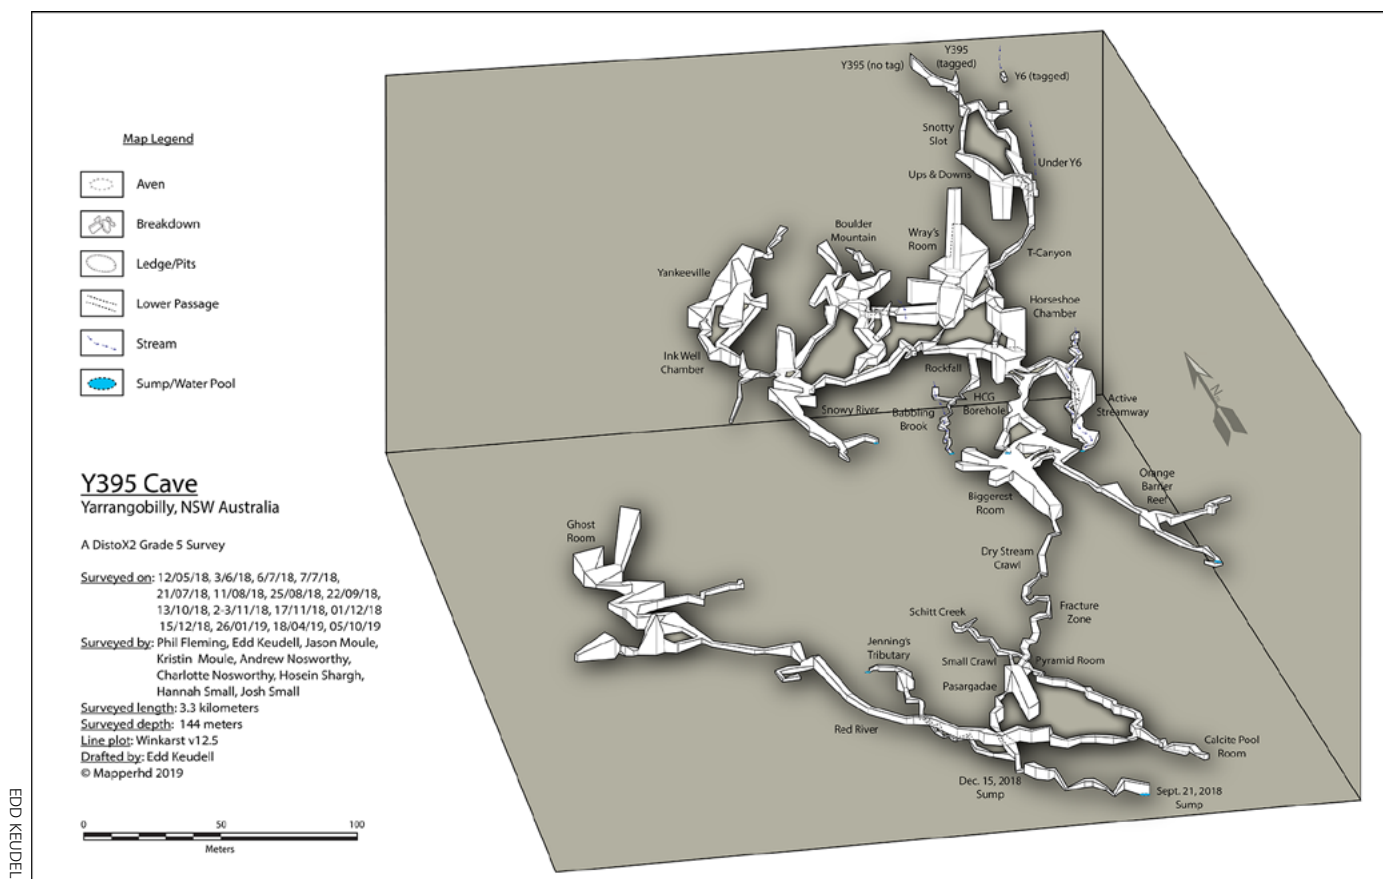 Map Legend
Aven
Breakdown
Ledge/Pits
Lower Passage
Stream
Sump/Water Pool
Y395 Cave
Yarrangobilly, NSW Australia
A DistoX2 Grade 5 Survey
Surveyed on: 12/05/18, 3/6/18, 6/7/18, 7/7/18,
21/07/18, 11/08/18, 25/08/18, 22/09/18,
13/10/18, 2-3/11/18, 17/11/18, 01/12/18
15/12/18, 26/01/19, 18/04/19, 05/10/19
Surveyed by: Phil Fleming, Edd Keudell, Jason Moule,
Kristin Moule, Andrew Nosworthy,
Charlotte Nosworthy, Hosein Shargh,
Hannah Small, Josh Small
Surveyed length: 3.3 kilometers
Surveyed depth: 144 meters
Line plot: Winkarst v12.5
Drafted by: Edd Keudell
© Mapperhd 2019
0 50 100
Meters
EDD KEUDEL
Y395 (no tag)
Y395
(tagged)
Y6 (tagged)
Snotty
Slot
Under Y6
Ups & Downs
Boulder
Mountain
Wray's
Room
T-Canyon
Yankeeville
Horseshoe
Chamber
Ink Well
Chamber
Rockfall
Snowy River
Babbling
Brook
HCG
Borehole
Active
Streamway
N
Orange
Barrier
Reef
Biggerest
Room
Ghost
Room
Dry Stream
Crawl
Schitt Creek
Fracture
Zone
Jenning's
Tributary
Small Crawl
Pyramid Room
Pasargadae
Red River
Calcite Pool
Room
Dec. 15, 2018
Sump
Sept. 21, 2018
Sump